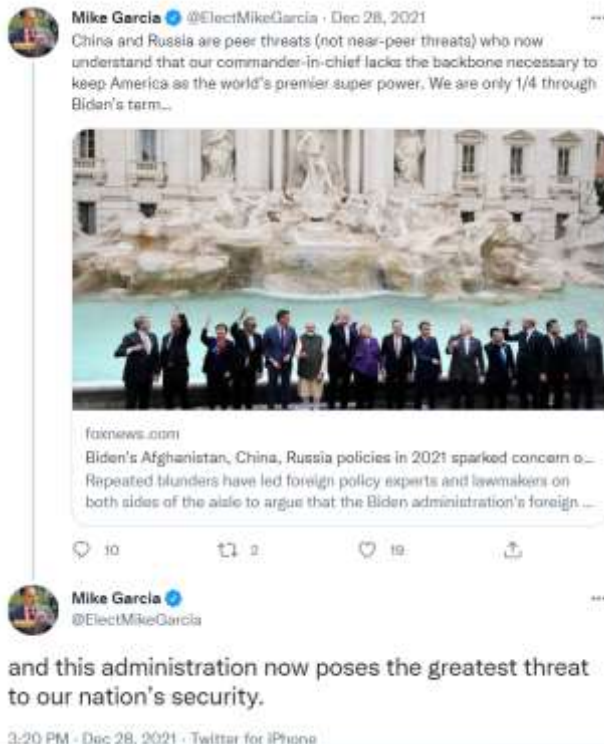 Mike Garcia @ElectMikeGarcia · Dec 28, 2021
China and Russia are peer threats (not near-peer threats) who now
understand that our commander-in-chief lacks the backbone necessary to
keep America as the world's premier super power. We are only 1/4 through
Biden's term...
foxnews.com
Biden's Afghanistan, China, Russia policies in 2021 sparked concern o...
Repeated blunders have led foreign policy experts and lawmakers on
both sides of the aisle to argue that the Biden administration's foreign ...
10 2 19
Mike Garcia
@ElectMikeGarcia
and this administration now poses the greatest threat
to our nation's security.
3:20 PM · Dec 28, 2021 · Twitter for iPhone